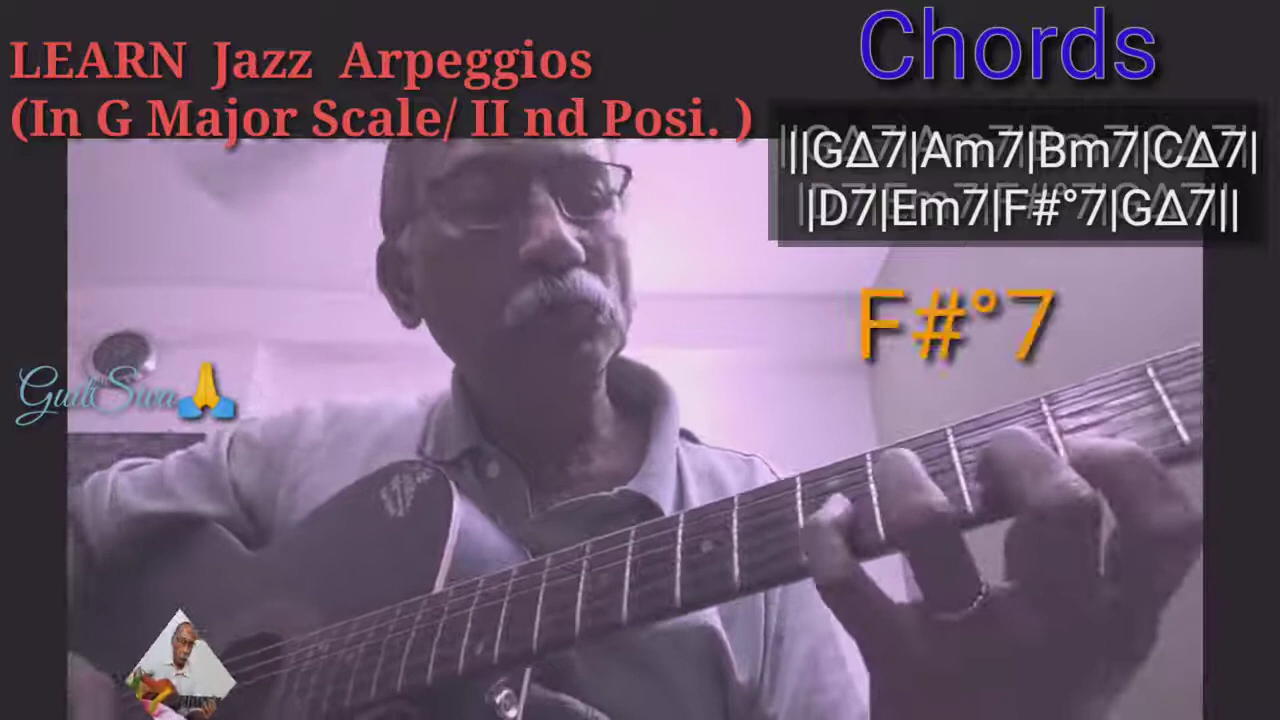 LEARN Jazz Arpeggios
(In G Major Scale/ II nd Posi. )
Chords
||GΔ7|Am7|Bm7|CΔ7|
|D7|Em7|F#°7|GΔ7||
F#°7